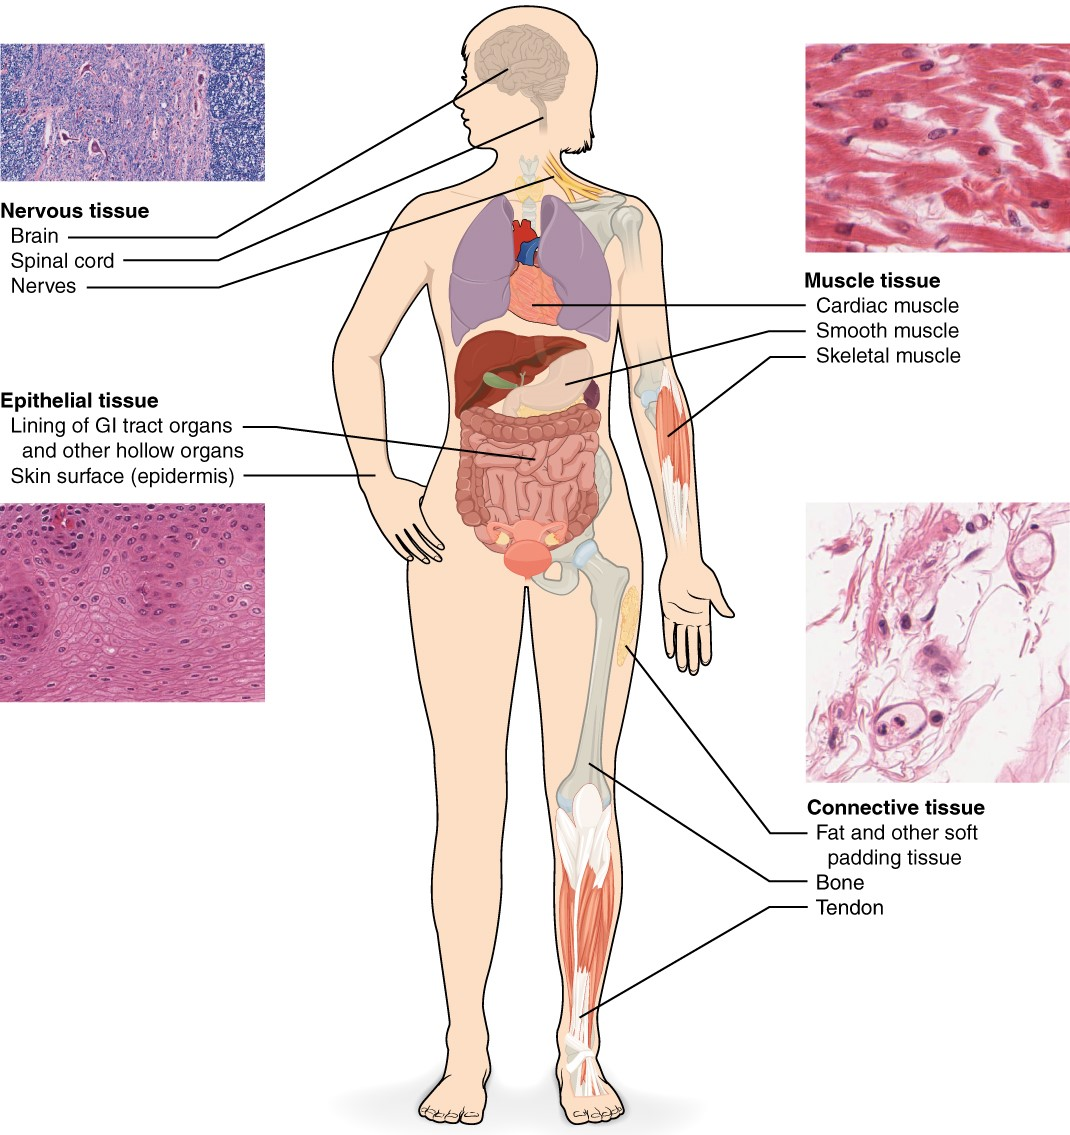 Nervous tissue
Brain
Spinal cord
Nerves
Epithelial tissue
Lining of GI tract organs
and other hollow organs
Skin surface (epidermis)
Muscle tissue
Cardiac muscle
Smooth muscle
Skeletal muscle
Connective tissue
Fat and other soft
padding tissue
Bone
Tendon